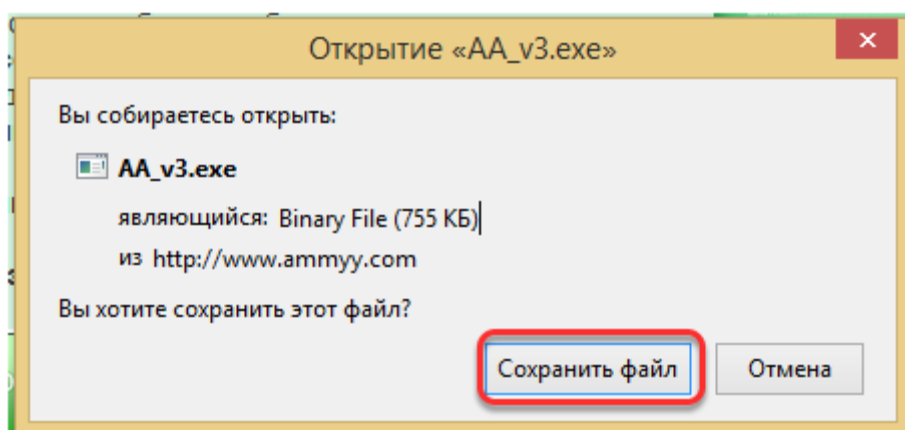 Открытие «AA_v3.exe»
Вы собираетесь открыть:
AA_v3.exe
являющийся: Binary File (755 КБ)
из http://www.ammyy.com
Вы хотите сохранить этот файл?
Сохранить файл Отмена